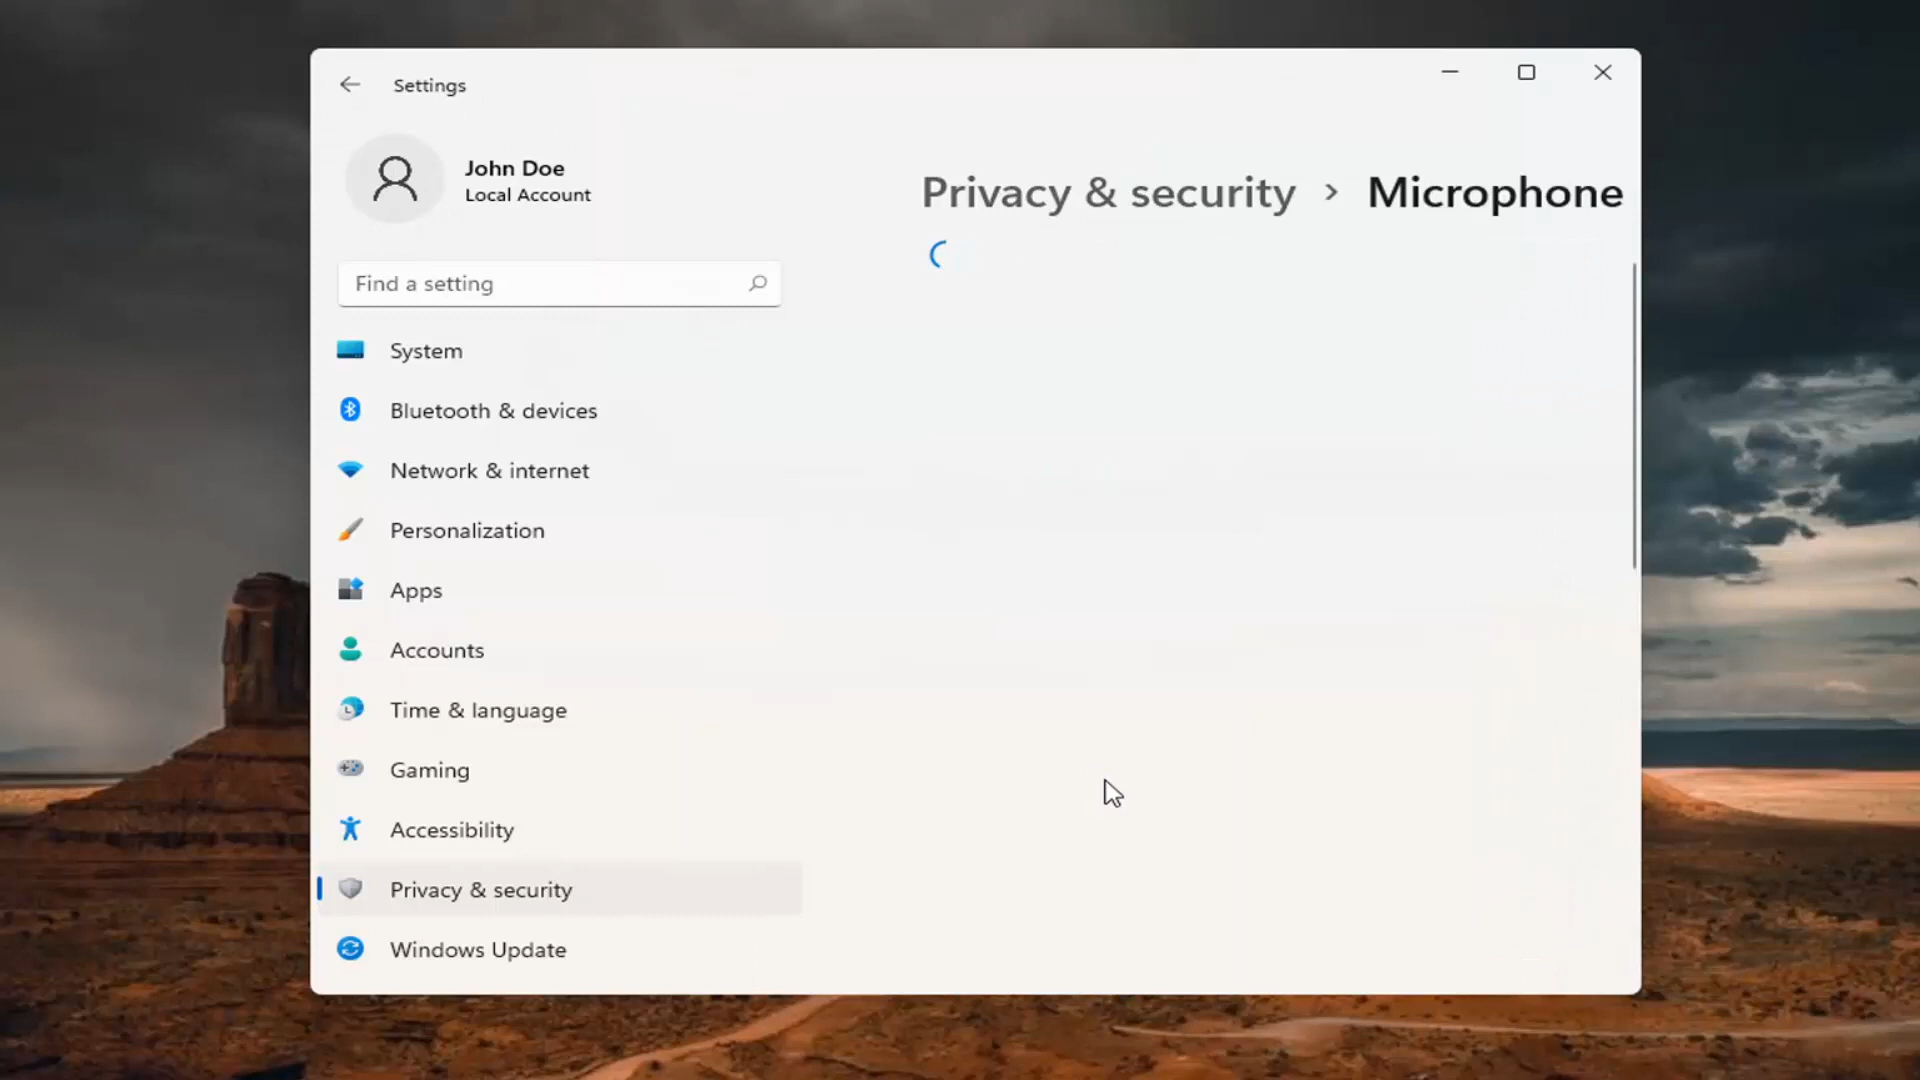 Settings
John Doe
Local Account
Find a setting
System
Bluetooth & devices
Network & internet
Personalization
Apps
Accounts
Time & language
Gaming
Accessibility
Privacy & security
Windows Update
Privacy & security > Microphone